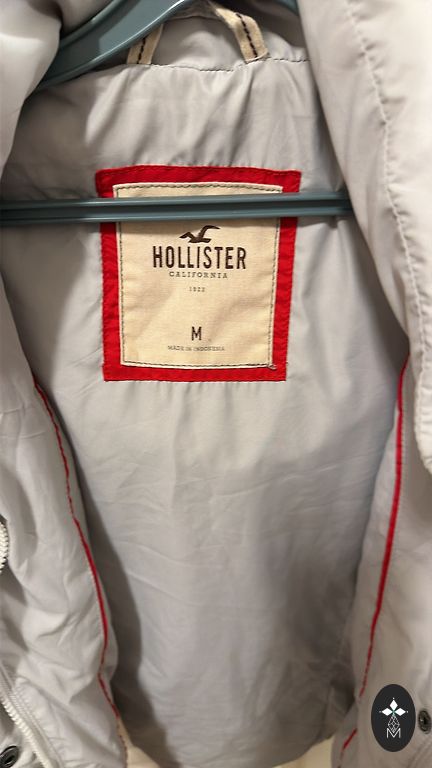 HOLLISTER
CALIFORNIA
1922
M
MADE IN INDONESIA